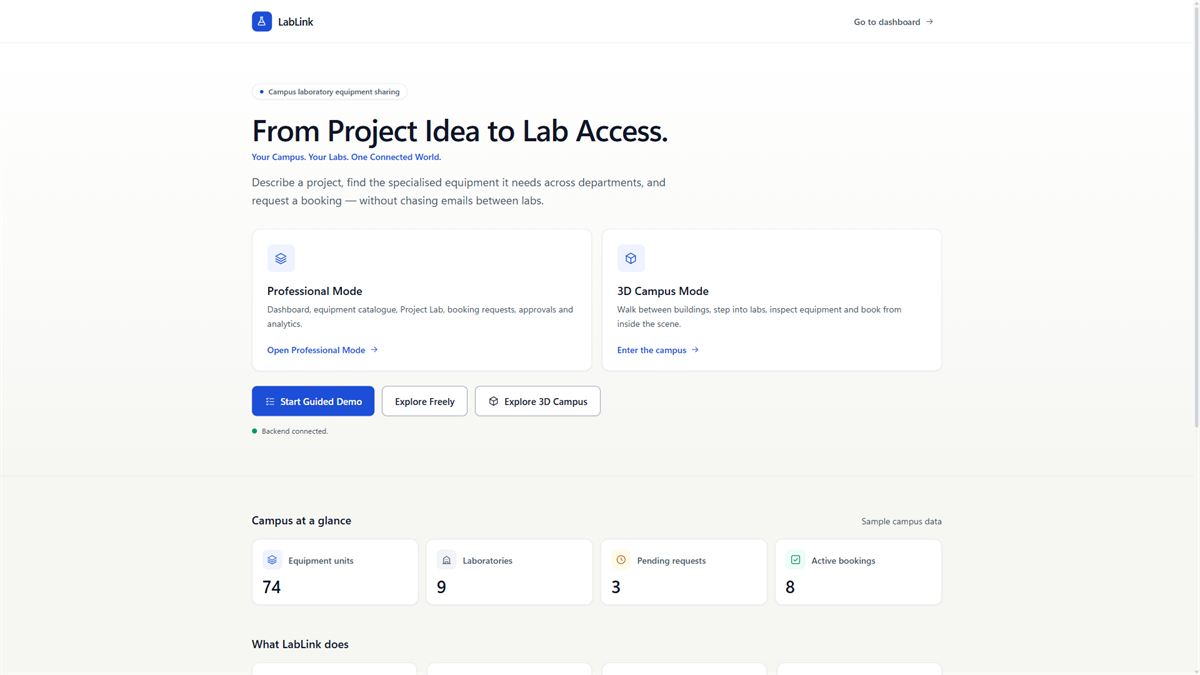 LabLink
Go to dashboard →
Campus laboratory equipment sharing
From Project Idea to Lab Access.
Your Campus. Your Labs. One Connected World.
Describe a project, find the specialised equipment it needs across departments, and
request a booking — without chasing emails between labs.
Professional Mode
Dashboard, equipment catalogue, Project Lab, booking requests, approvals and
analytics.
Open Professional Mode →
3D Campus Mode
Walk between buildings, step into labs, inspect equipment and book from
inside the scene.
Enter the campus →
Start Guided Demo
Explore Freely
Explore 3D Campus
Backend connected.
Campus at a glance
Sample campus data
Equipment units
74
Laboratories
9
Pending requests
3
Active bookings
8
What LabLink does